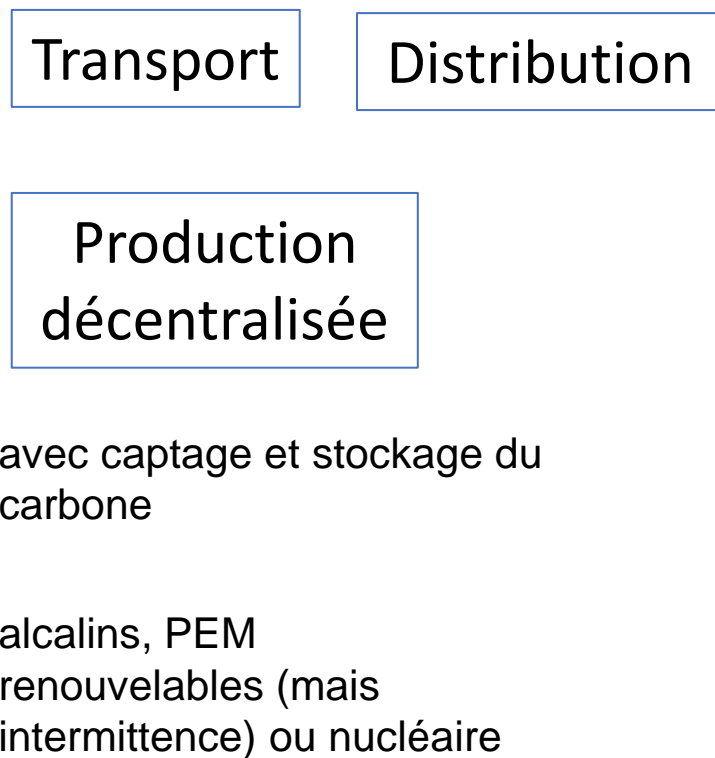 Transport
Distribution
Production
décentralisée
avec captage et stockage du
carbone
alcalins, PEM
renouvelables (mais
intermittence) ou nucléaire